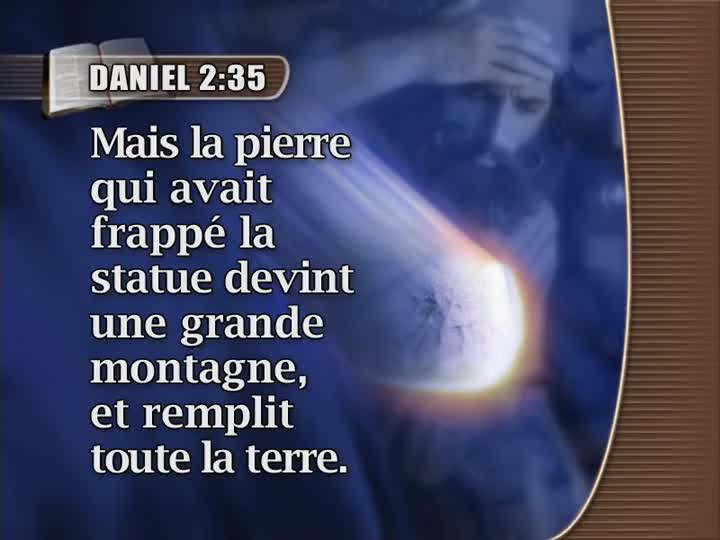 DANIEL 2:35
Mais la pierre
qui avait
frappé la
statue devint
une grande
montagne,
et remplit
toute la terre.